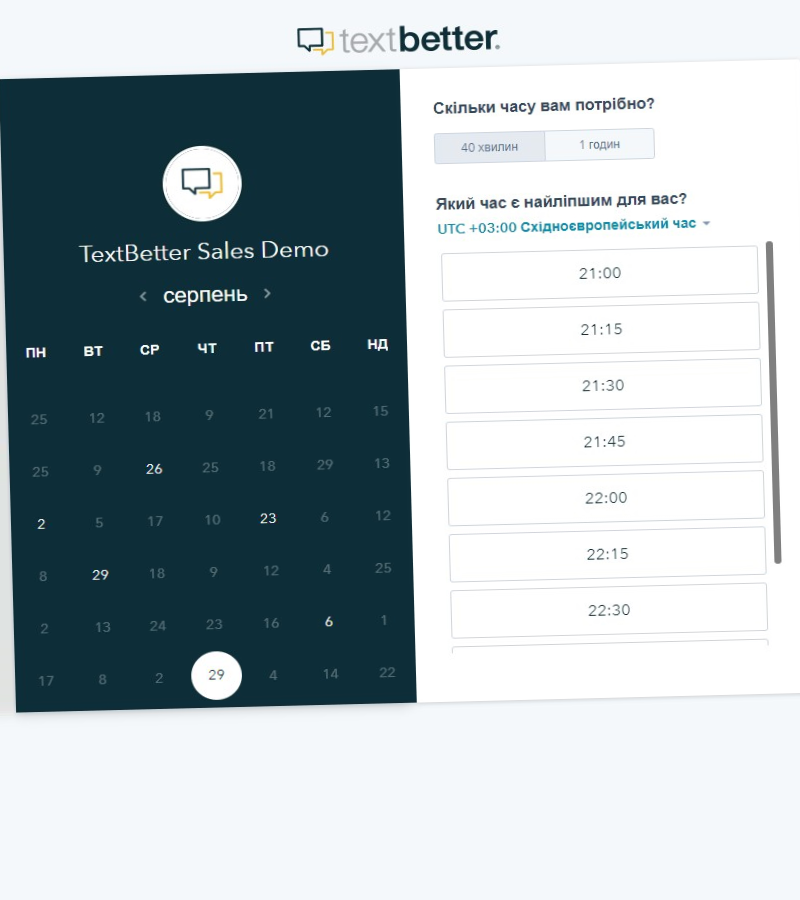 textbetter.
TextBetter Sales Demo
‹ серпень ›
ПН ВТ СР ЧТ ПТ СБ НД
25 12 18 9 21 12 15
25 9 26 25 18 29 13
2 5 17 10 23 6 12
8 29 18 9 12 4 25
2 13 24 23 16 6 1
17 8 2 29 4 14 22
Скільки часу вам потрібно?
40 хвилин 1 годин
Який час є найліпшим для вас?
UTC +03:00 Східноєвропейський час
21:00
21:15
21:30
21:45
22:00
22:15
22:30